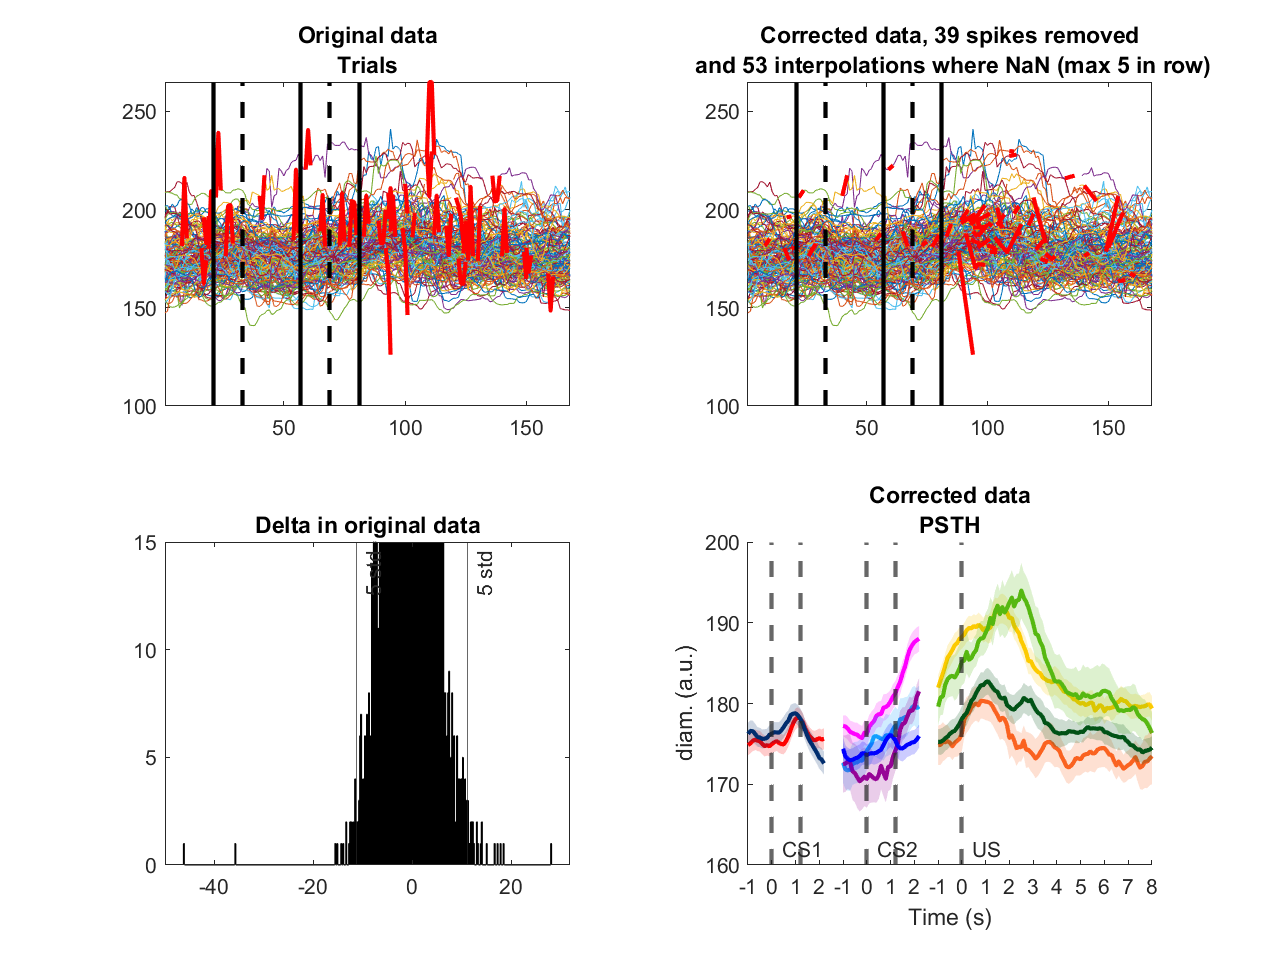 Original data
Trials
250
200
150
100
50
100
150
Corrected data, 39 spikes removed
and 53 interpolations where NaN (max 5 in row)
250
200
150
100
50
100
150
Delta in original data
15
10
5
0
5 std
5 std
-40
-20
0
20
Corrected data
PSTH
200
190
180
170
160
diam. (a.u.)
CS1
CS2
US
-1 0 1 2 -1 0 1 2 -1 0 1 2 3 4 5 6 7 8
Time (s)